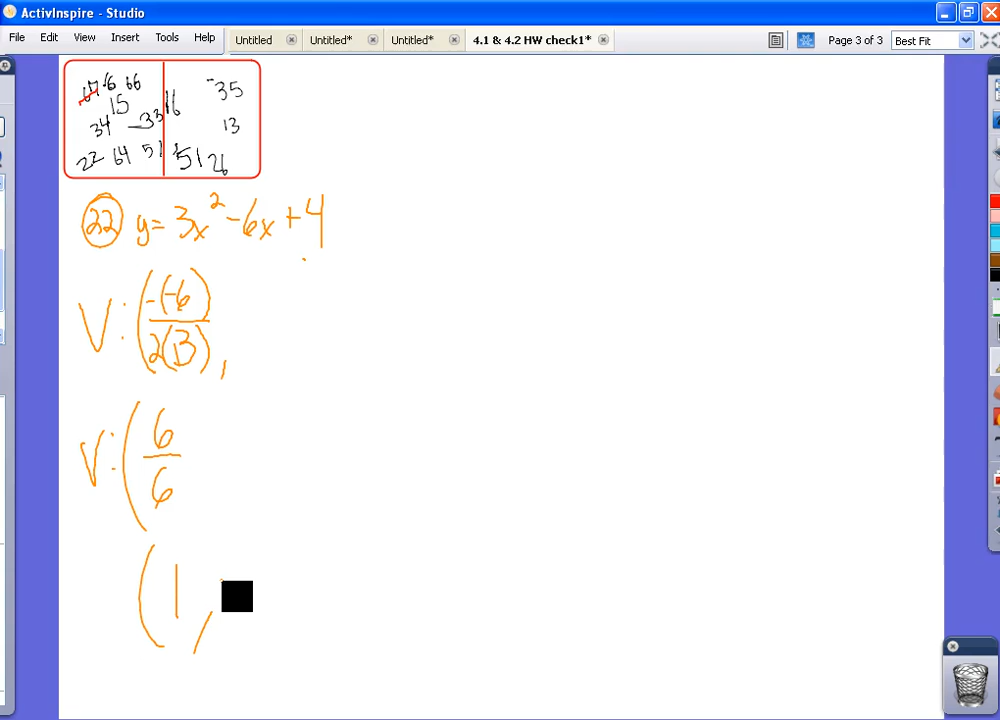 ActivInspire - Studio
File Edit View Insert Tools Help Untitled Untitled* Untitled* 4.1 & 4.2 HW check1* Page 3 of 3 Best Fit
16 66 -35
15 16
34 -33 13
22 64 51 51 26
22 y = 3x² - 6x + 4
V: (-(-6)
2(3),
V: (6
6
(1,